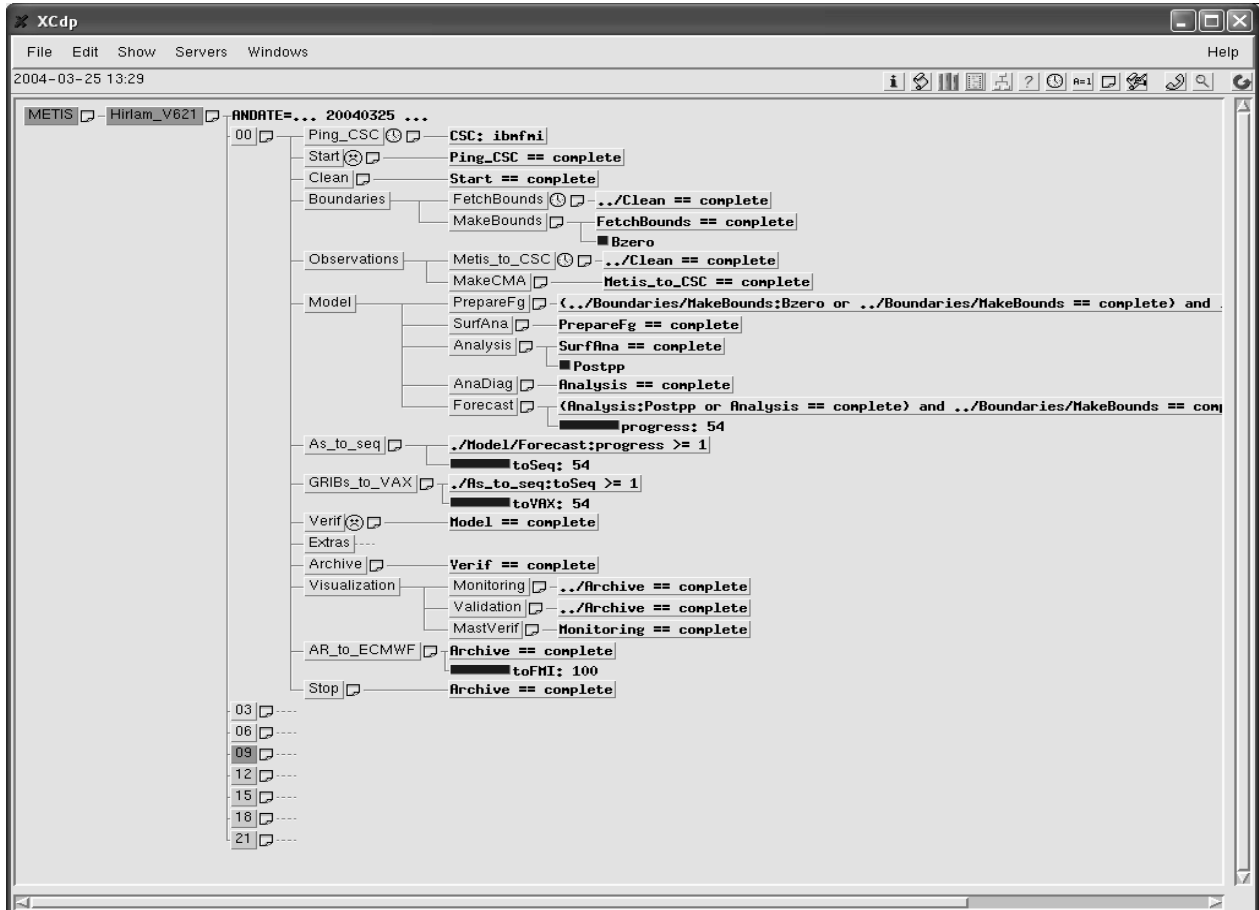 XCdp
File Edit Show Servers Windows Help
2004-03-25 13:29 i ? A=1
METIS Hirlam_V621 ANDATE=... 20040325 ...
00 Ping_CSC CSC: ibmfmi
Start Ping_CSC == complete
Clean Start == complete
Boundaries FetchBounds ../Clean == complete
MakeBounds FetchBounds == complete
Bzero
Observations Metis_to_CSC ../Clean == complete
MakeCMA Metis_to_CSC == complete
Model PrepareFg (../Boundaries/MakeBounds:Bzero or ../Boundaries/MakeBounds == complete) and .
SurfAna PrepareFg == complete
Analysis SurfAna == complete
Postpp
AnaDiag Analysis == complete
Forecast (Analysis:Postpp or Analysis == complete) and ../Boundaries/MakeBounds == comp
progress: 54
As_to_seq ./Model/Forecast:progress >= 1
toSeq: 54
GRIBs_to_VAX ./As_to_seq:toSeq >= 1
toVAX: 54
Verif Model == complete
Extras
Archive Verif == complete
Visualization Monitoring ../Archive == complete
Validation ../Archive == complete
MastVerif Monitoring == complete
AR_to_ECMWF Archive == complete
toFMI: 100
Stop Archive == complete
03
06
09
12
15
18
21